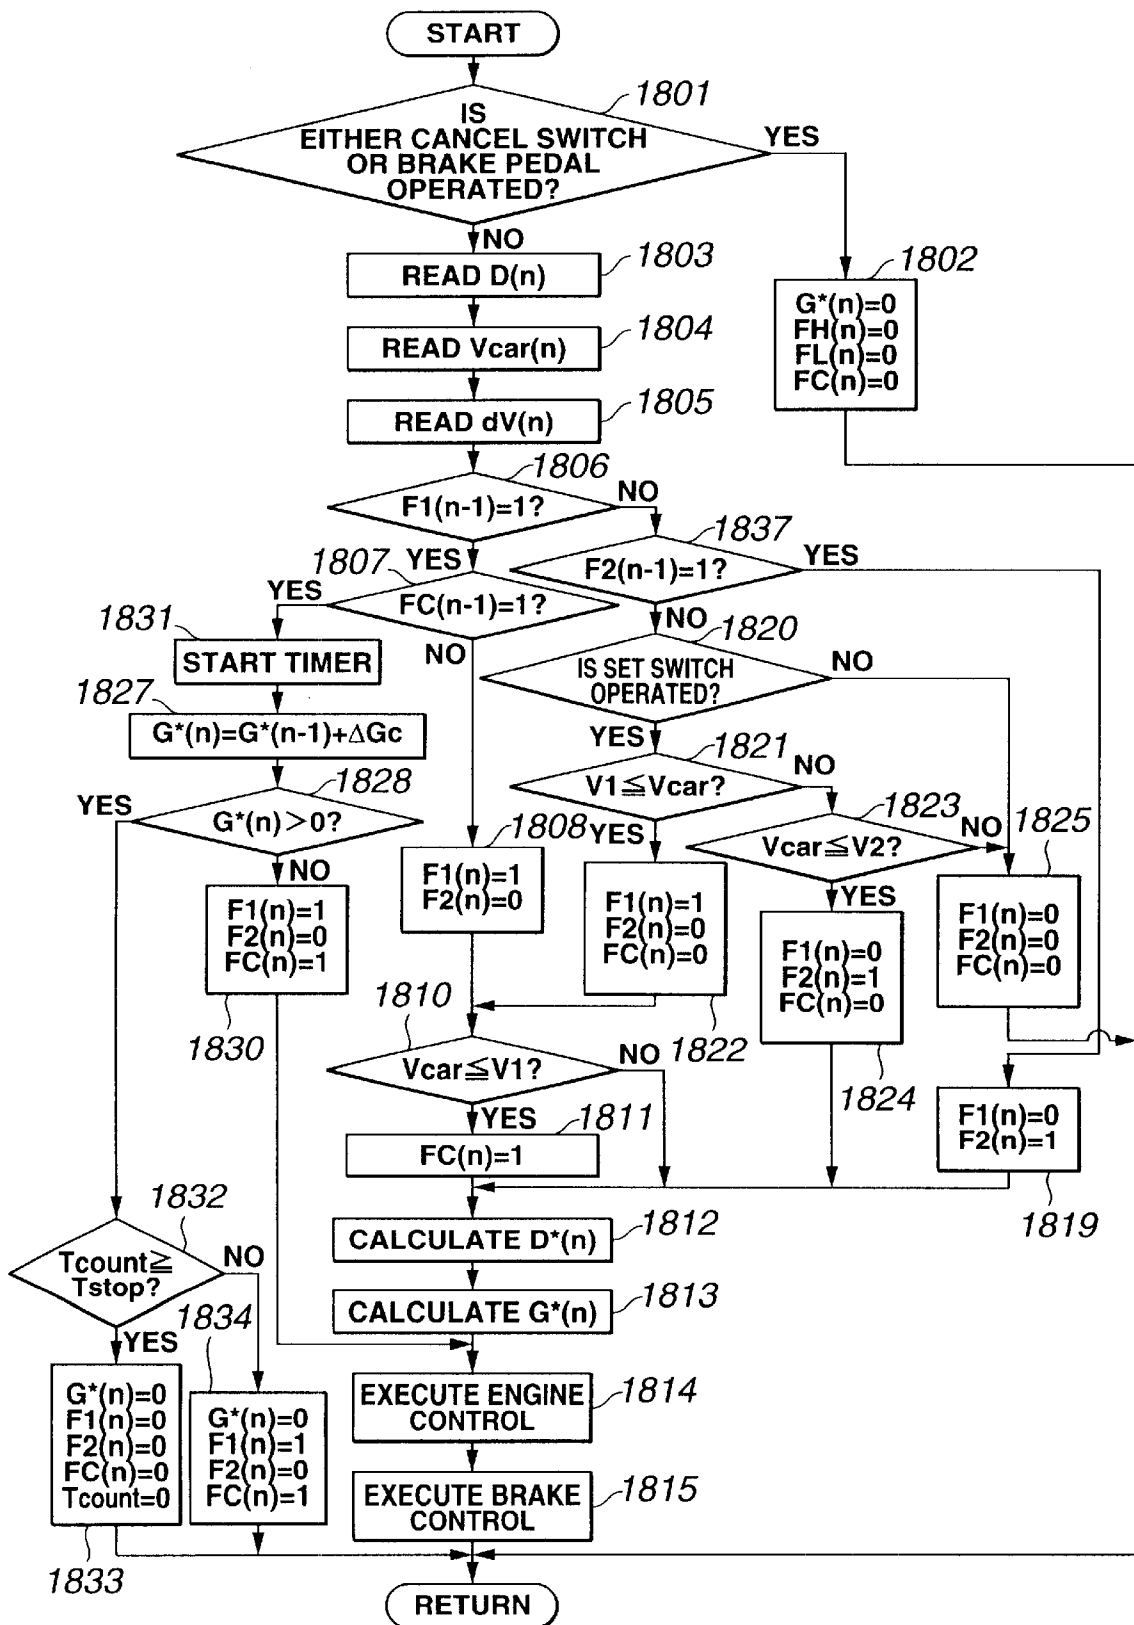 START
1801
IS
EITHER CANCEL SWITCH
OR BRAKE PEDAL
OPERATED?
YES
NO
1802
G*(n)=0
FH(n)=0
FL(n)=0
FC(n)=0
1803
READ D(n)
1804
READ Vcar(n)
1805
READ dV(n)
1806
F1(n-1)=1?
NO
YES
1837
F2(n-1)=1?
YES
NO
1807
FC(n-1)=1?
YES
NO
1831
START TIMER
1820
IS SET SWITCH
OPERATED?
NO
YES
1827
G*(n)=G*(n-1)+ΔGc
1821
V1≦Vcar?
NO
YES
1828
G*(n)>0?
YES
NO
1823
Vcar≦V2?
NO
YES
1825
F1(n)=0
F2(n)=0
FC(n)=0
1808
F1(n)=1
F2(n)=0
F1(n)=1
F2(n)=0
FC(n)=0
1822
F1(n)=1
F2(n)=0
FC(n)=1
1830
F1(n)=0
F2(n)=1
FC(n)=0
1824
1810
Vcar≦V1?
NO
YES
F1(n)=0
F2(n)=1
1819
1811
FC(n)=1
1812
CALCULATE D*(n)
1813
CALCULATE G*(n)
1832
Tcount≧
Tstop?
NO
YES
1834
G*(n)=0
F1(n)=0
F2(n)=0
FC(n)=0
Tcount=0
1833
G*(n)=0
F1(n)=1
F2(n)=0
FC(n)=1
1814
EXECUTE ENGINE
CONTROL
1815
EXECUTE BRAKE
CONTROL
RETURN